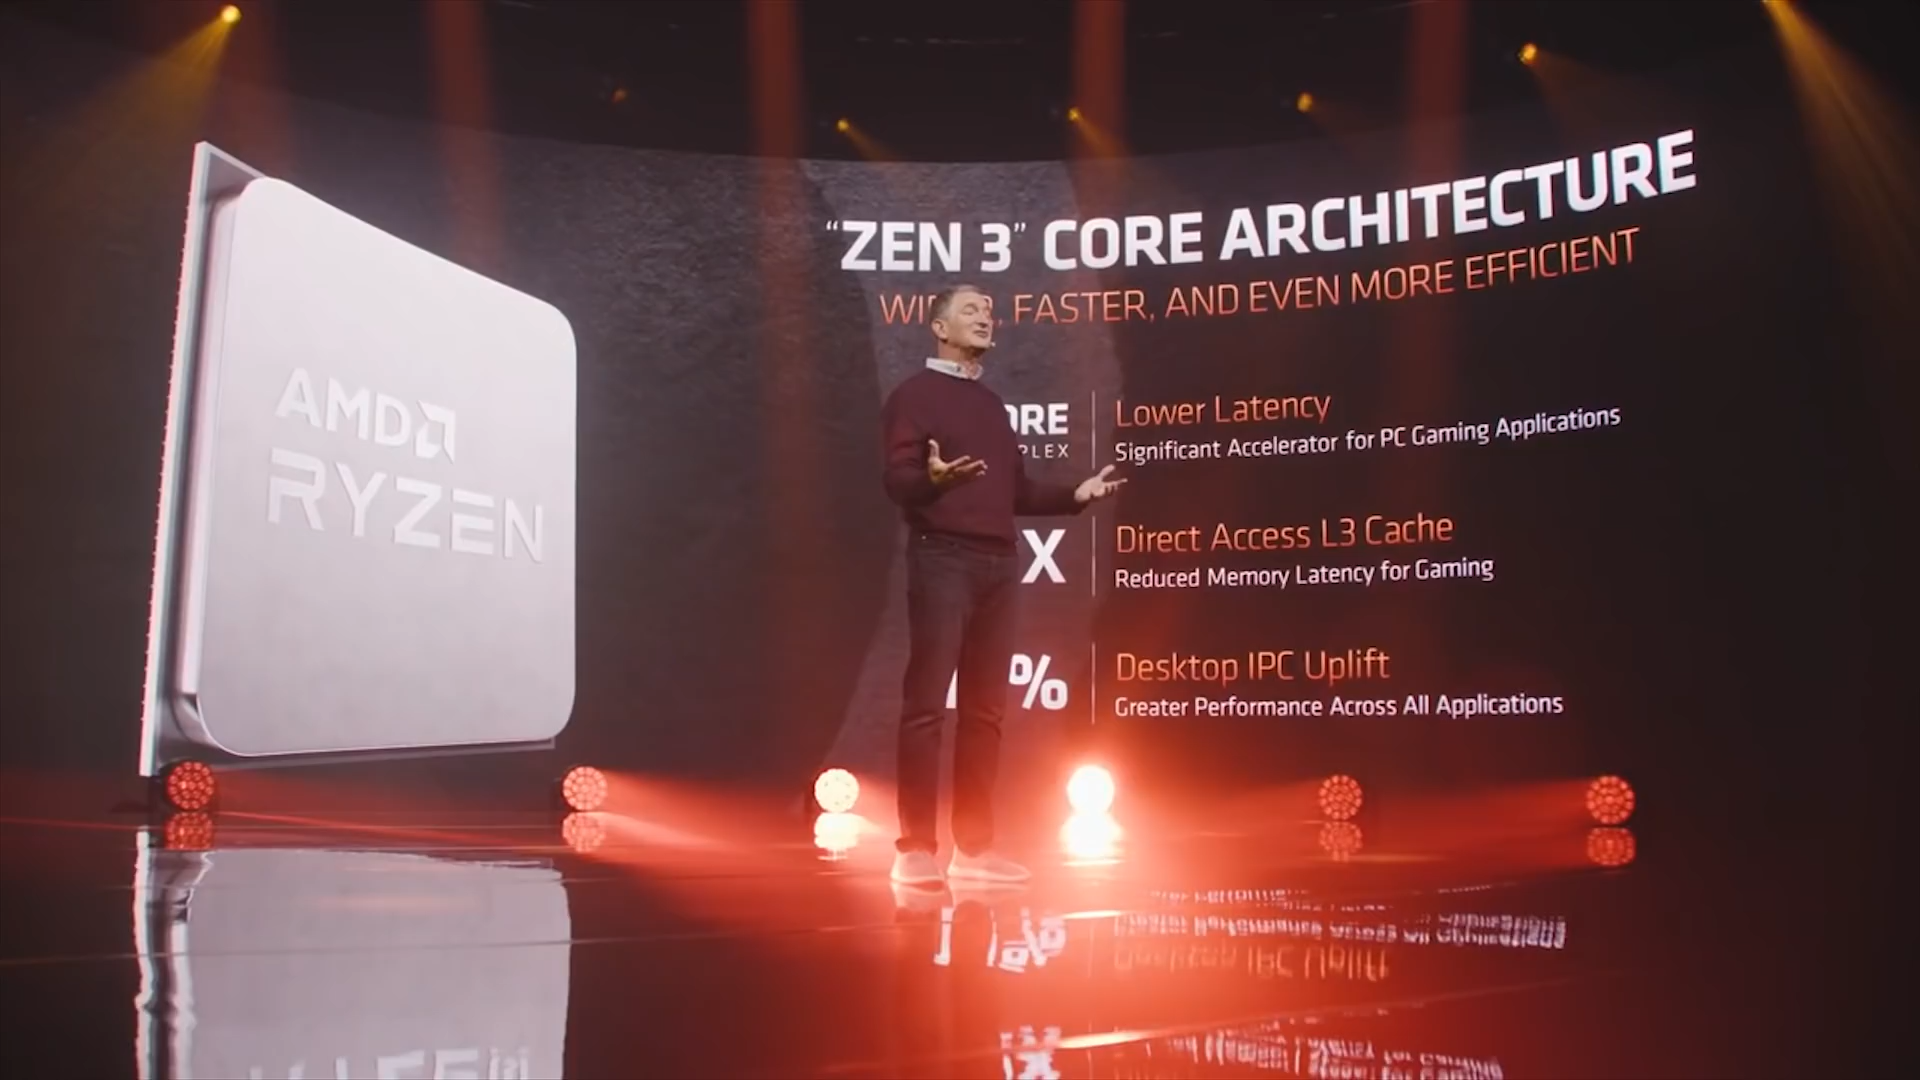 "ZEN 3" CORE ARCHITECTURE
FASTER, AND EVEN MORE EFFICIENT
AMD
RYZEN
Lower Latency
Significant Accelerator for PC Gaming Applications
X
Direct Access L3 Cache
Reduced Memory Latency for Gaming
%
Desktop IPC Uplift
Greater Performance Across All Applications